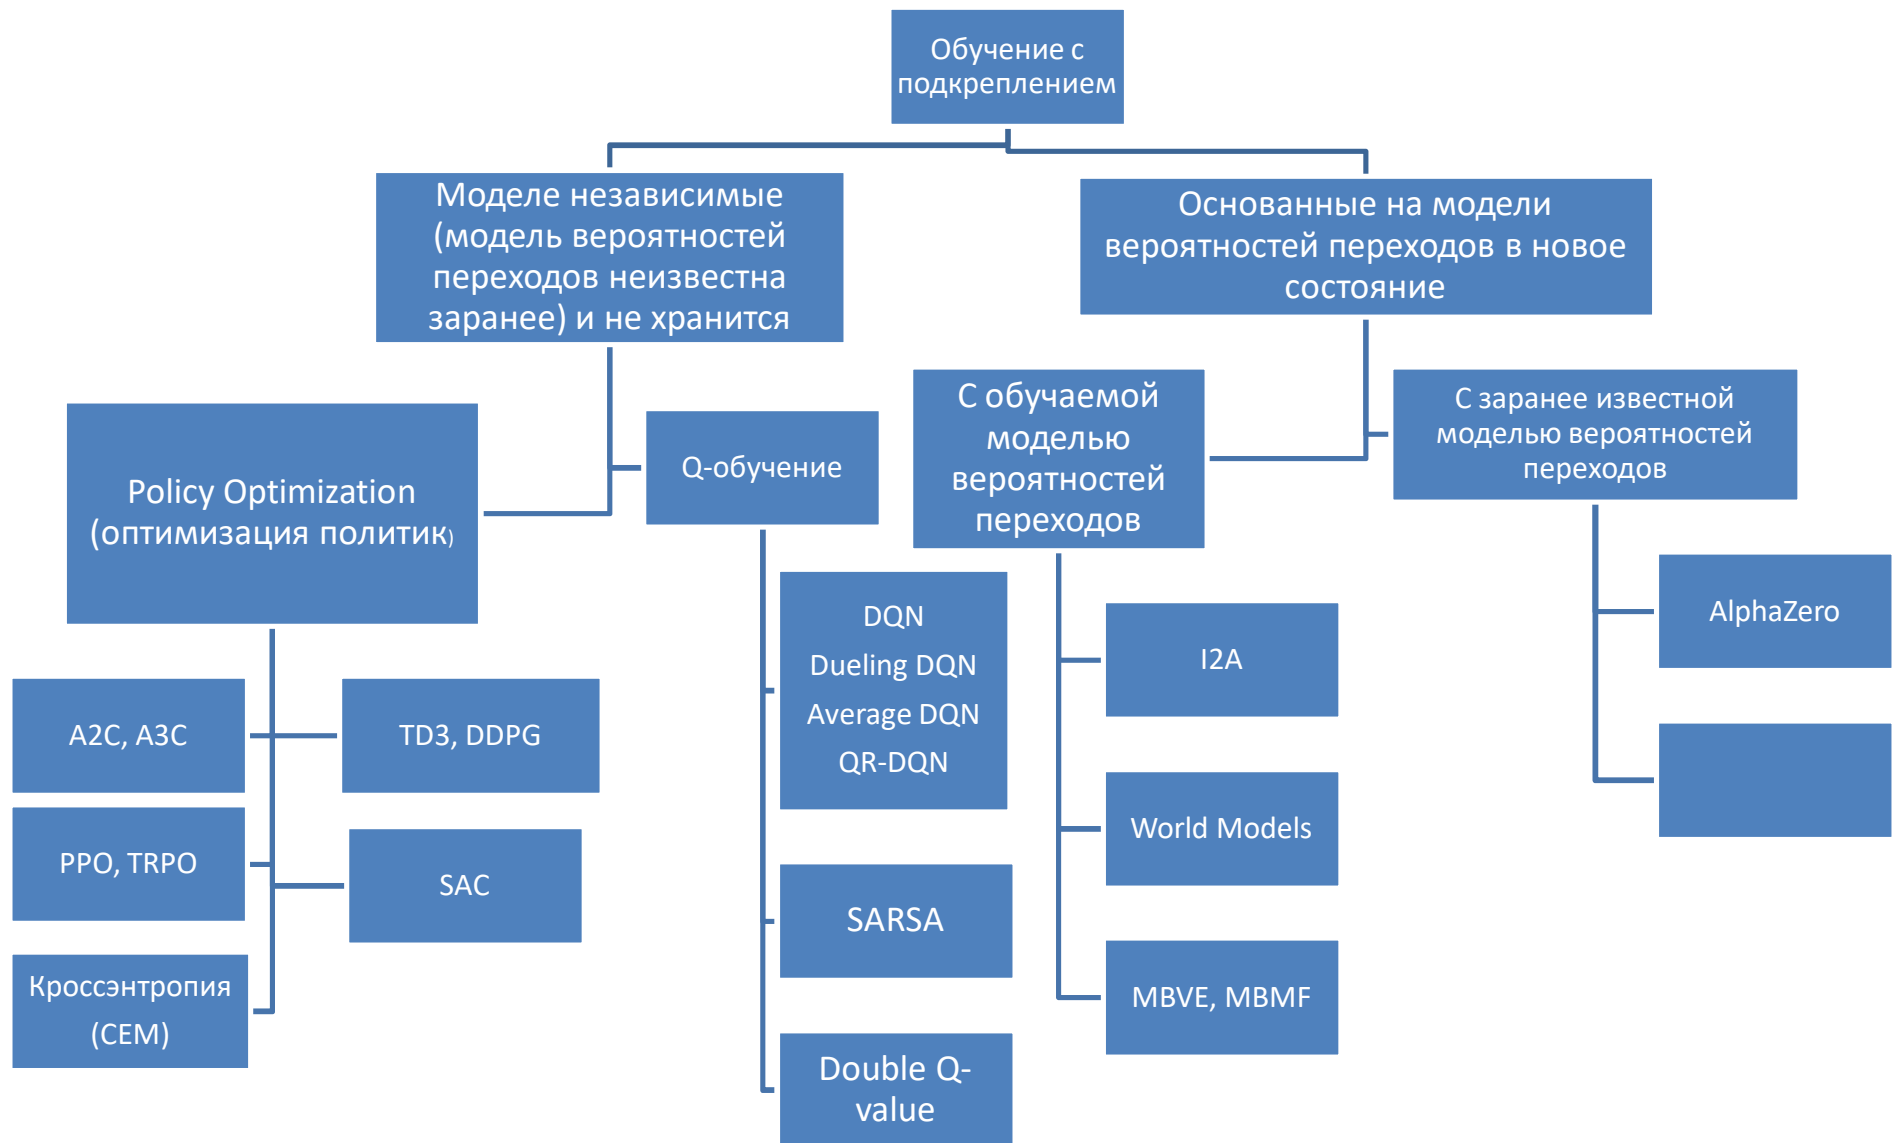 Обучение с
подкреплением
Моделе независимые
(модель вероятностей
переходов неизвестна
заранее) и не хранится
Основанные на модели
вероятностей переходов в новое
состояние
Policy Optimization
(оптимизация политик)
Q-обучение
С обучаемой
моделью
вероятностей
переходов
С заранее известной
моделью вероятностей
переходов
A2C, A3C
TD3, DDPG
PPO, TRPO
SAC
Кроссэнтропия
(CEM)
DQN
Dueling DQN
Average DQN
QR-DQN
SARSA
Double Q-
value
I2A
World Models
MBVE, MBMF
AlphaZero